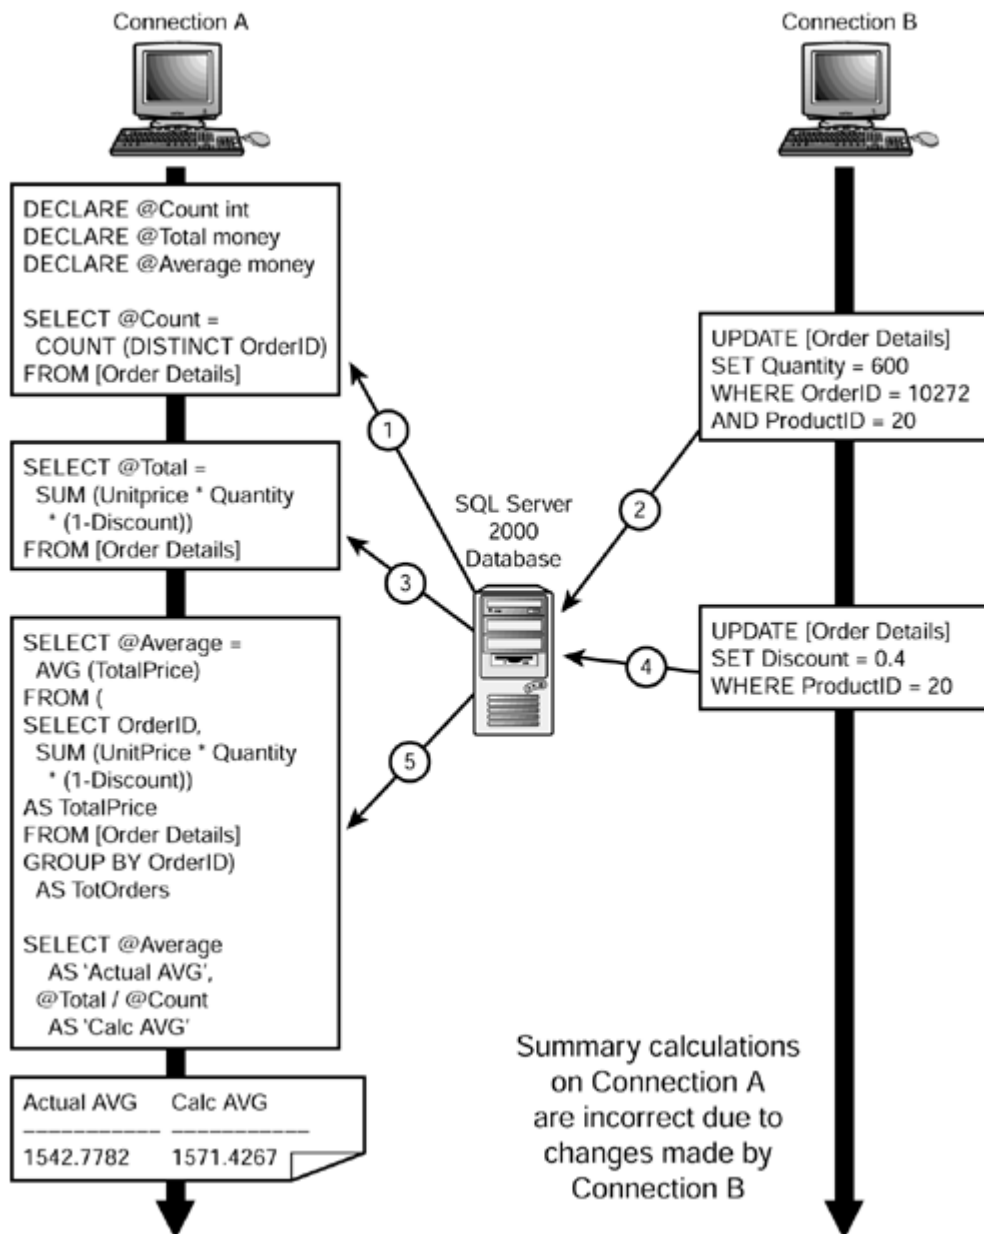 Connection A
DECLARE @Count int
DECLARE @Total money
DECLARE @Average money
SELECT @Count =
COUNT (DISTINCT OrderID)
FROM [Order Details]
SELECT @Total =
SUM (Unitprice * Quantity
* (1-Discount))
FROM [Order Details]
SELECT @Average =
AVG (TotalPrice)
FROM (
SELECT OrderID,
SUM (UnitPrice * Quantity
* (1-Discount))
AS TotalPrice
FROM [Order Details]
GROUP BY OrderID)
AS TotOrders
SELECT @Average
AS 'Actual AVG',
@Total / @Count
AS 'Calc AVG'
Actual AVG Calc AVG
----------- -----------
1542.7782 1571.4267
1
2
3
4
5
SQL Server
2000
Database
Connection B
UPDATE [Order Details]
SET Quantity = 600
WHERE OrderID = 10272
AND ProductID = 20
UPDATE [Order Details]
SET Discount = 0.4
WHERE ProductID = 20
Summary calculations
on Connection A
are incorrect due to
changes made by
Connection B